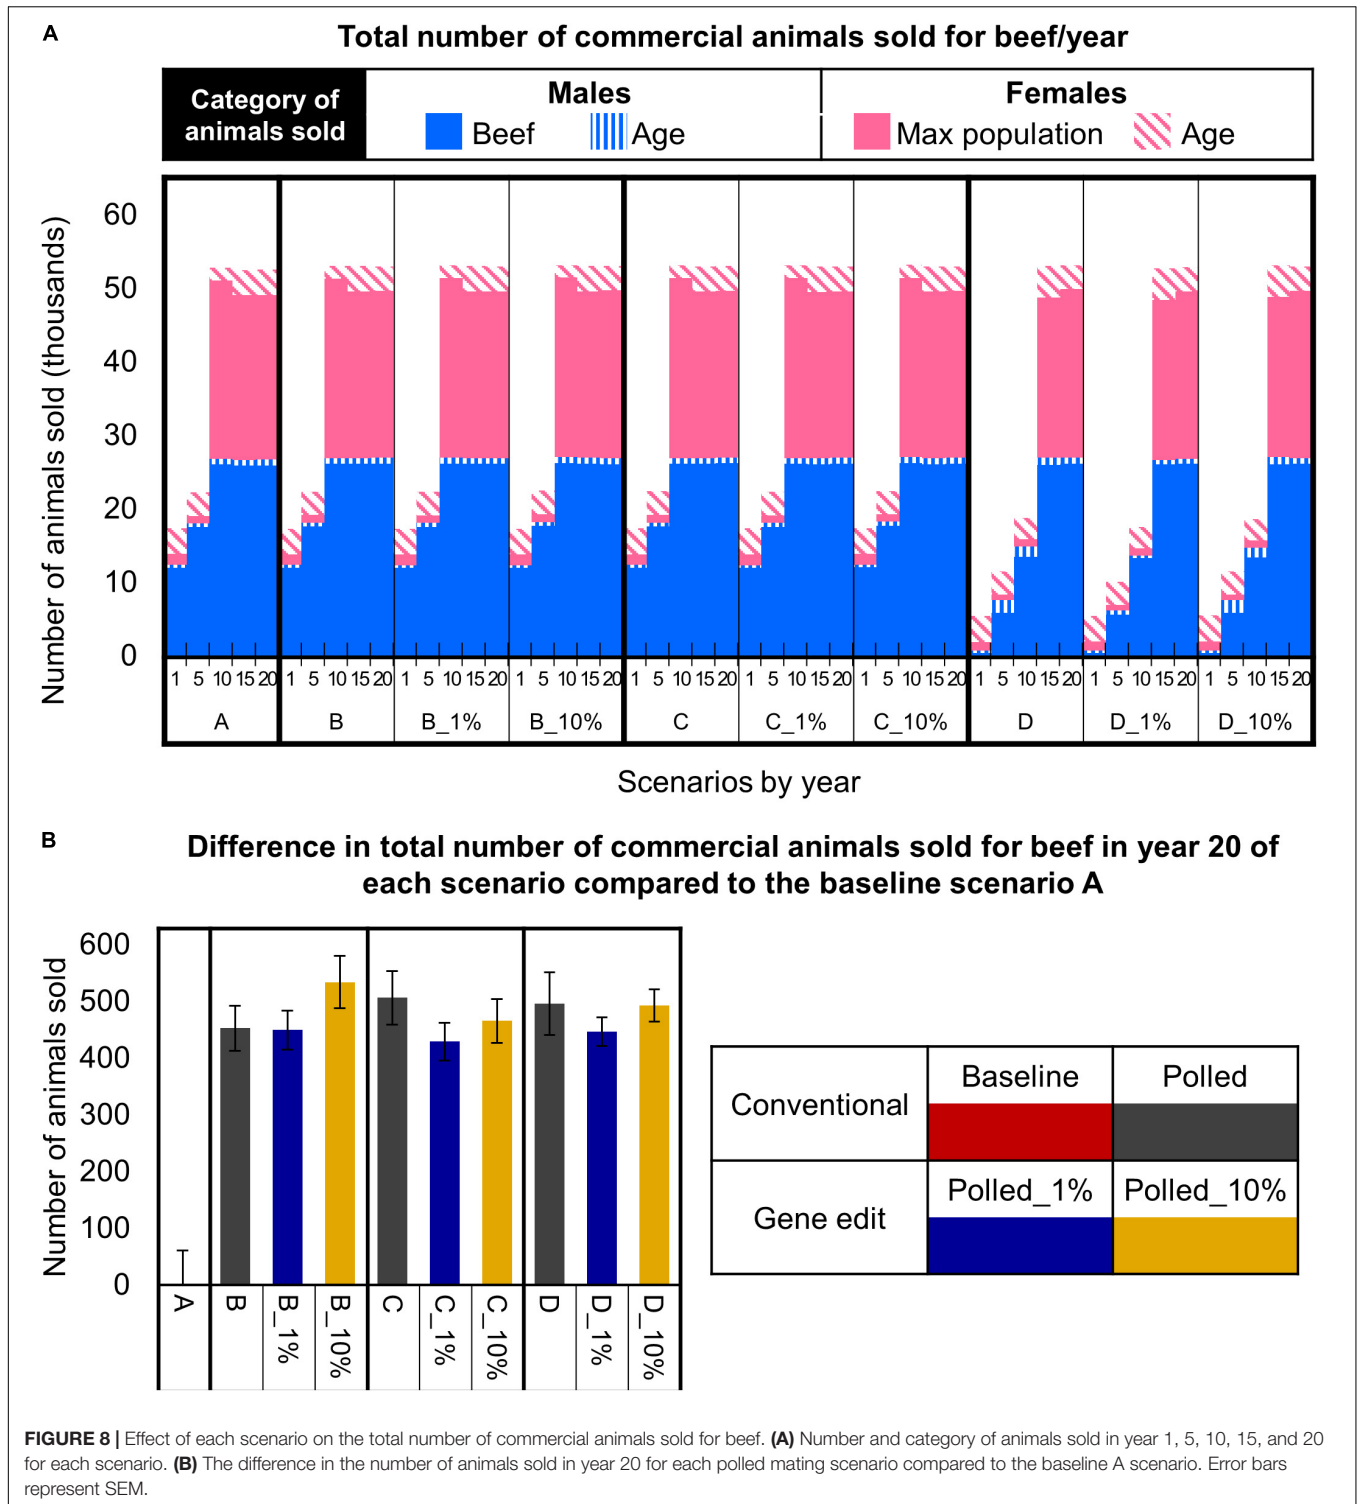 A
Total number of commercial animals sold for beef/year
Category of animals sold
Males
Females
Beef
Age
Max population
Age
Number of animals sold (thousands)
60
50
40
30
20
10
0
1 5 10 15 20 1 5 10 15 20 1 5 10 15 20 1 5 10 15 20 1 5 10 15 20 1 5 10 15 20 1 5 10 15 20 1 5 10 15 20 1 5 10 15 20 1 5 10 15 20
A B B_1% B_10% C C_1% C_10% D D_1% D_10%
Scenarios by year
B
Difference in total number of commercial animals sold for beef in year 20 of
each scenario compared to the baseline scenario A
Number of animals sold
600
500
400
300
200
100
0
A B B_1% B_10% C C_1% C_10% D D_1% D_10%
Conventional
Baseline
Polled
Gene edit
Polled_1%
Polled_10%
FIGURE 8 | Effect of each scenario on the total number of commercial animals sold for beef. (A) Number and category of animals sold in year 1, 5, 10, 15, and 20
for each scenario. (B) The difference in the number of animals sold in year 20 for each polled mating scenario compared to the baseline A scenario. Error bars
represent SEM.